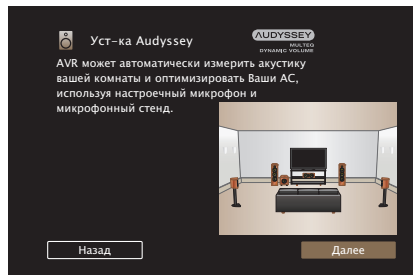 Уст-ка Audyssey
AUDYSSEY
MULTEQ
DYNAMIC VOLUME
AVR может автоматически измерить акустику
вашей комнаты и оптимизировать Ваши АС,
используя настроечный микрофон и
микрофонный стенд.
Назад
Далее